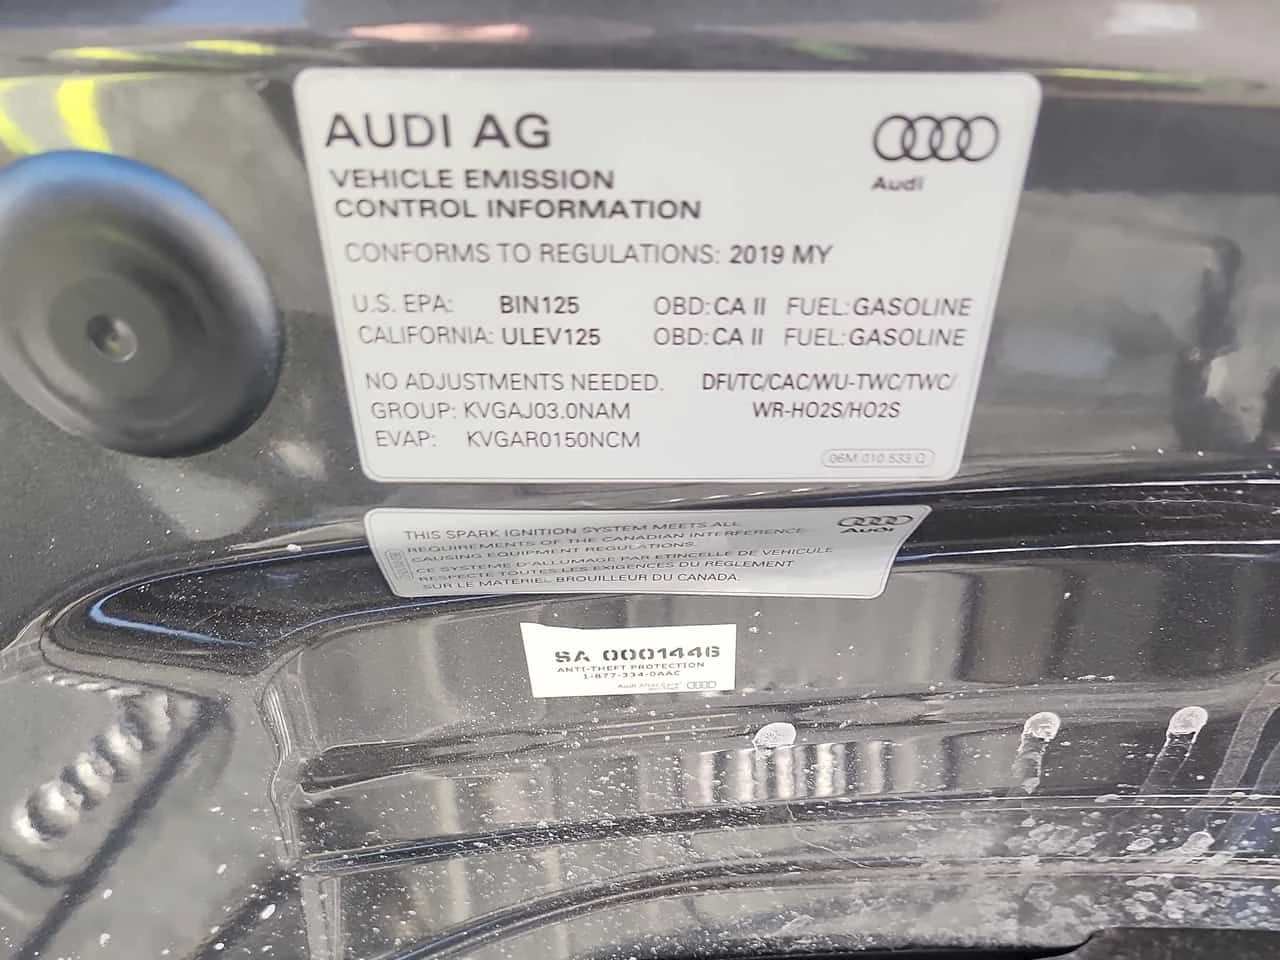 AUDI AG
Audi
VEHICLE EMISSION
CONTROL INFORMATION
CONFORMS TO REGULATIONS: 2019 MY
U.S. EPA: BIN125 OBD: CA II FUEL: GASOLINE
CALIFORNIA: ULEV125 OBD: CA II FUEL: GASOLINE
NO ADJUSTMENTS NEEDED. DFI/TC/CAC/WU-TWC/TWC/
GROUP: KVGAJ03.0NAM WR-HO2S/HO2S
EVAP: KVGAR0150NCM
06M 010 533 Q
THIS SPARK IGNITION SYSTEM MEETS ALL
REQUIREMENTS OF THE CANADIAN INTERFERENCE-
CAUSING EQUIPMENT REGULATIONS.
CE SYSTEME D'ALLUMAGE PAR ETINCELLE DE VEHICULE
RESPECTE TOUTES LES EXIGENCES DU REGLEMENT
SUR LE MATERIEL BROUILLEUR DU CANADA.
Audi
SA 0001446
ANTI-THEFT PROTECTION
1-877-334-0AAC
Audi